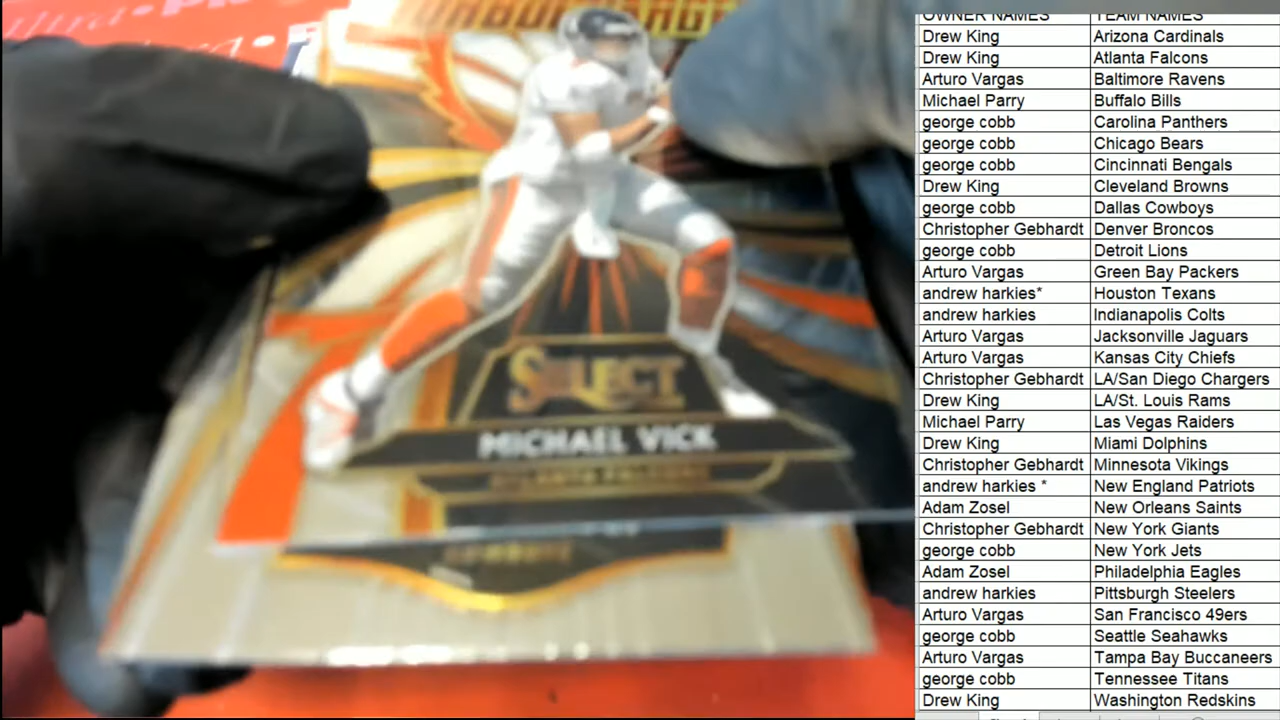 SELECT
MICHAEL VICK
ATLANTA FALCONS
OWNER NAMES TEAM NAMES
Drew King Arizona Cardinals
Drew King Atlanta Falcons
Arturo Vargas Baltimore Ravens
Michael Parry Buffalo Bills
george cobb Carolina Panthers
george cobb Chicago Bears
george cobb Cincinnati Bengals
Drew King Cleveland Browns
george cobb Dallas Cowboys
Christopher Gebhardt Denver Broncos
george cobb Detroit Lions
Arturo Vargas Green Bay Packers
andrew harkies* Houston Texans
andrew harkies Indianapolis Colts
Arturo Vargas Jacksonville Jaguars
Arturo Vargas Kansas City Chiefs
Christopher Gebhardt LA/San Diego Chargers
Drew King LA/St. Louis Rams
Michael Parry Las Vegas Raiders
Drew King Miami Dolphins
Christopher Gebhardt Minnesota Vikings
andrew harkies * New England Patriots
Adam Zosel New Orleans Saints
Christopher Gebhardt New York Giants
george cobb New York Jets
Adam Zosel Philadelphia Eagles
andrew harkies Pittsburgh Steelers
Arturo Vargas San Francisco 49ers
george cobb Seattle Seahawks
Arturo Vargas Tampa Bay Buccaneers
george cobb Tennessee Titans
Drew King Washington Redskins